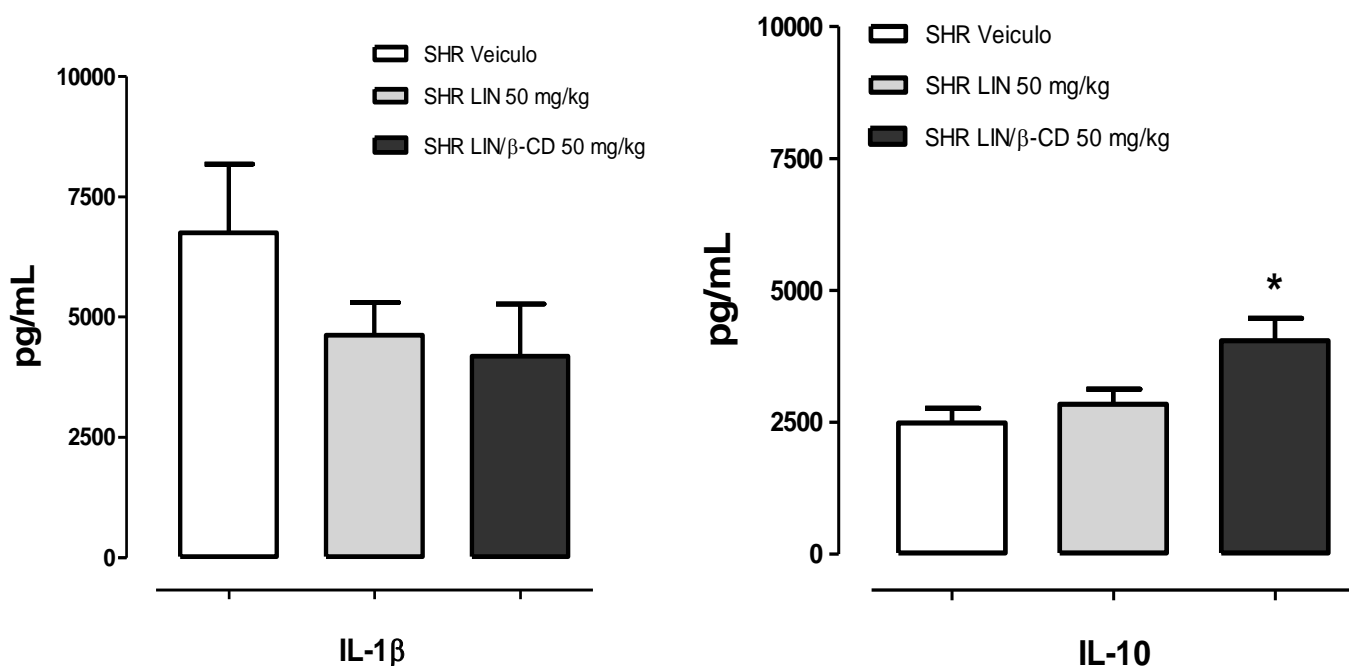 SHR Veiculo
SHR LIN 50 mg/kg
SHR LIN/β-CD 50 mg/kg
10000
7500
5000
2500
0
pg/mL
IL-1β
SHR Veiculo
SHR LIN 50 mg/kg
SHR LIN/β-CD 50 mg/kg
10000
7500
5000
2500
0
pg/mL
*
IL-10